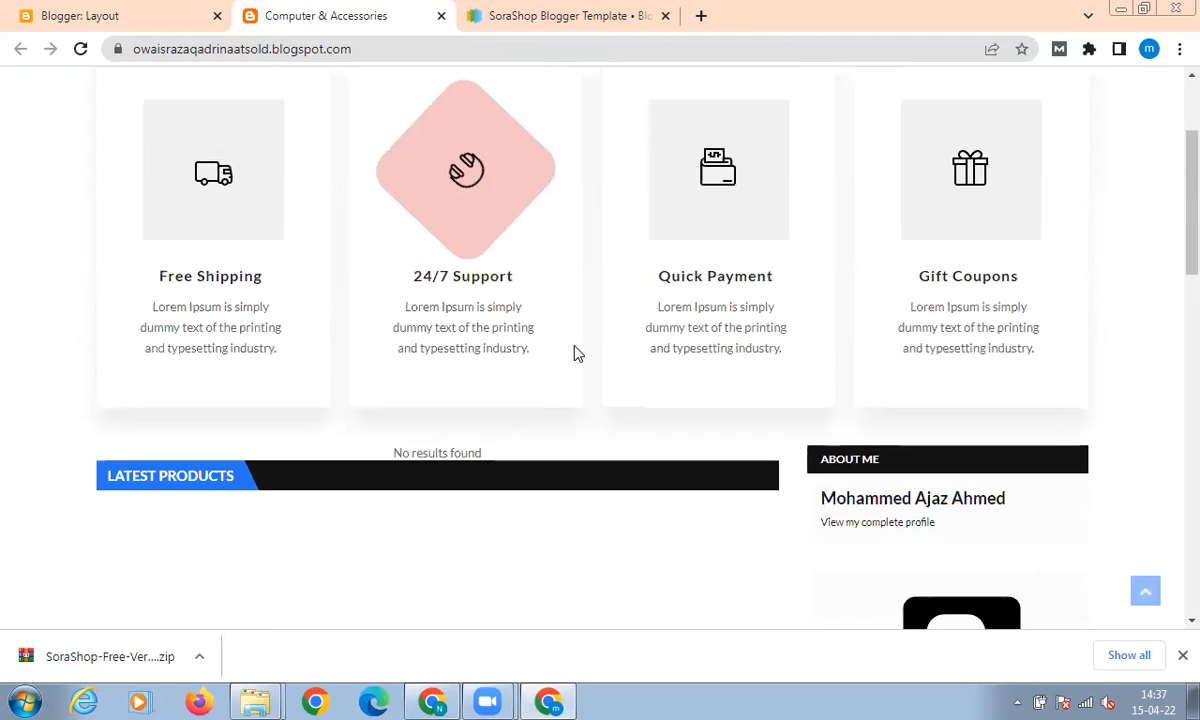 Blogger: Layout
Computer & Accessories
SoraShop Blogger Template • Blo
owaisrazaqadrinaatsold.blogspot.com
M
m
Free Shipping
Lorem Ipsum is simply
dummy text of the printing
and typesetting industry.
24/7 Support
Lorem Ipsum is simply
dummy text of the printing
and typesetting industry.
Quick Payment
Lorem Ipsum is simply
dummy text of the printing
and typesetting industry.
Gift Coupons
Lorem Ipsum is simply
dummy text of the printing
and typesetting industry.
No results found
LATEST PRODUCTS
ABOUT ME
Mohammed Ajaz Ahmed
View my complete profile
SoraShop-Free-Ver....zip
Show all
N
m
14:37
15-04-22